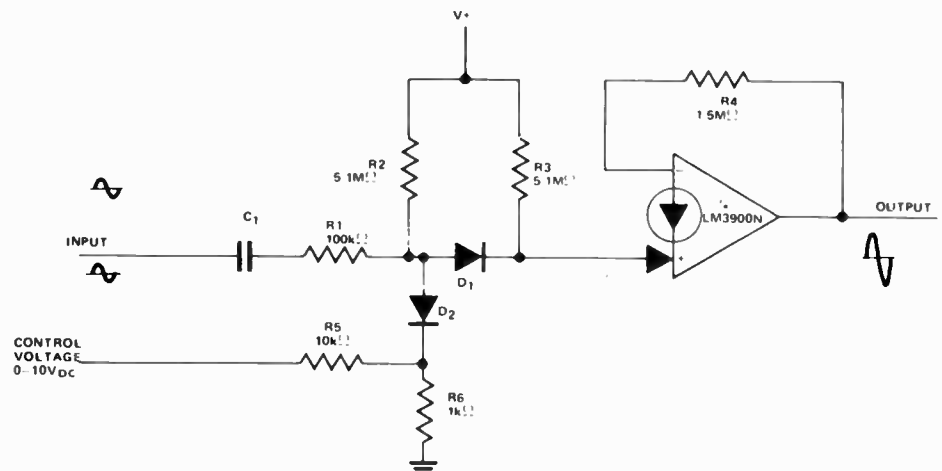 V+
R4
1.5MΩ
R2
5.1MΩ
R3
5.1MΩ
C1
R1
100kΩ
INPUT
D1
−
+
LM3900N
OUTPUT
D2
R5
10kΩ
CONTROL
VOLTAGE
0–10VDC
R6
1kΩ